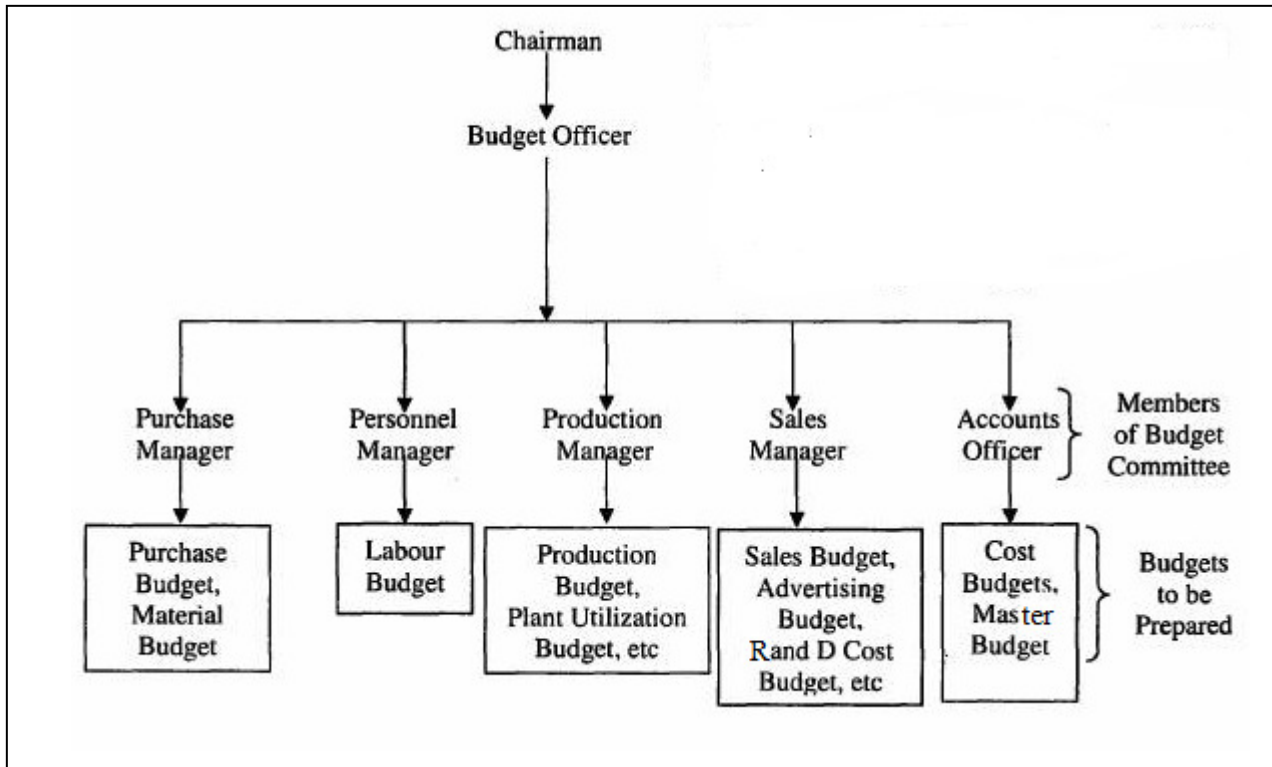 Chairman
Budget Officer
Purchase
Manager
Personnel
Manager
Production
Manager
Sales
Manager
Accounts
Officer
Members
of Budget
Committee
Purchase
Budget,
Material
Budget
Labour
Budget
Production
Budget,
Plant Utilization
Budget, etc
Sales Budget,
Advertising
Budget,
Rand D Cost
Budget, etc
Cost
Budgets,
Master
Budget
Budgets
to be
Prepared